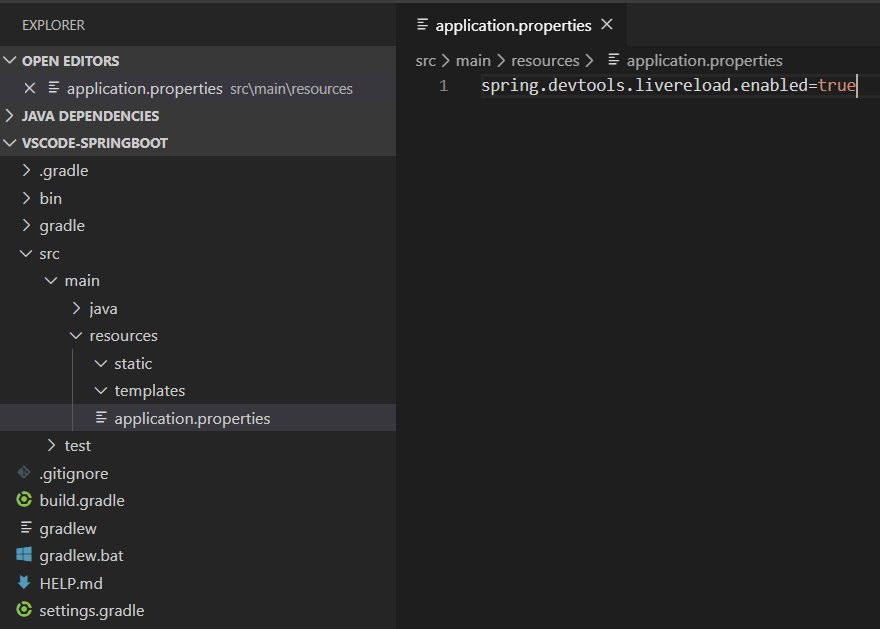 EXPLORER
OPEN EDITORS
application.properties src\main\resources
JAVA DEPENDENCIES
VSCODE-SPRINGBOOT
.gradle
bin
gradle
src
main
java
resources
static
templates
application.properties
test
.gitignore
build.gradle
gradlew
gradlew.bat
HELP.md
settings.gradle
application.properties
src > main > resources > application.properties
1 spring.devtools.livereload.enabled=true